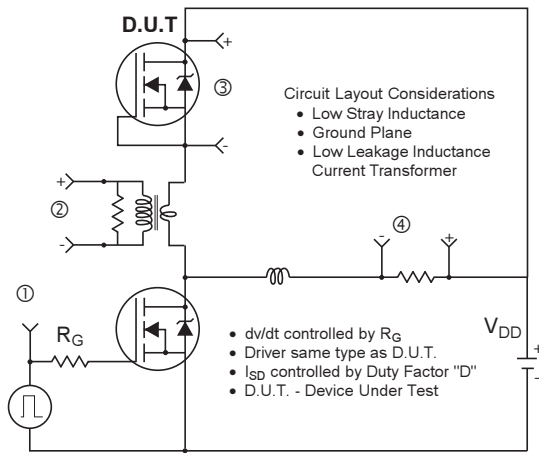 D.U.T
+
③
-
Circuit Layout Considerations
• Low Stray Inductance
• Ground Plane
• Low Leakage Inductance
Current Transformer
+
②
-
④
-
+
①
RG
VDD
+
-
• dv/dt controlled by RG
• Driver same type as D.U.T.
• ISD controlled by Duty Factor "D"
• D.U.T. - Device Under Test